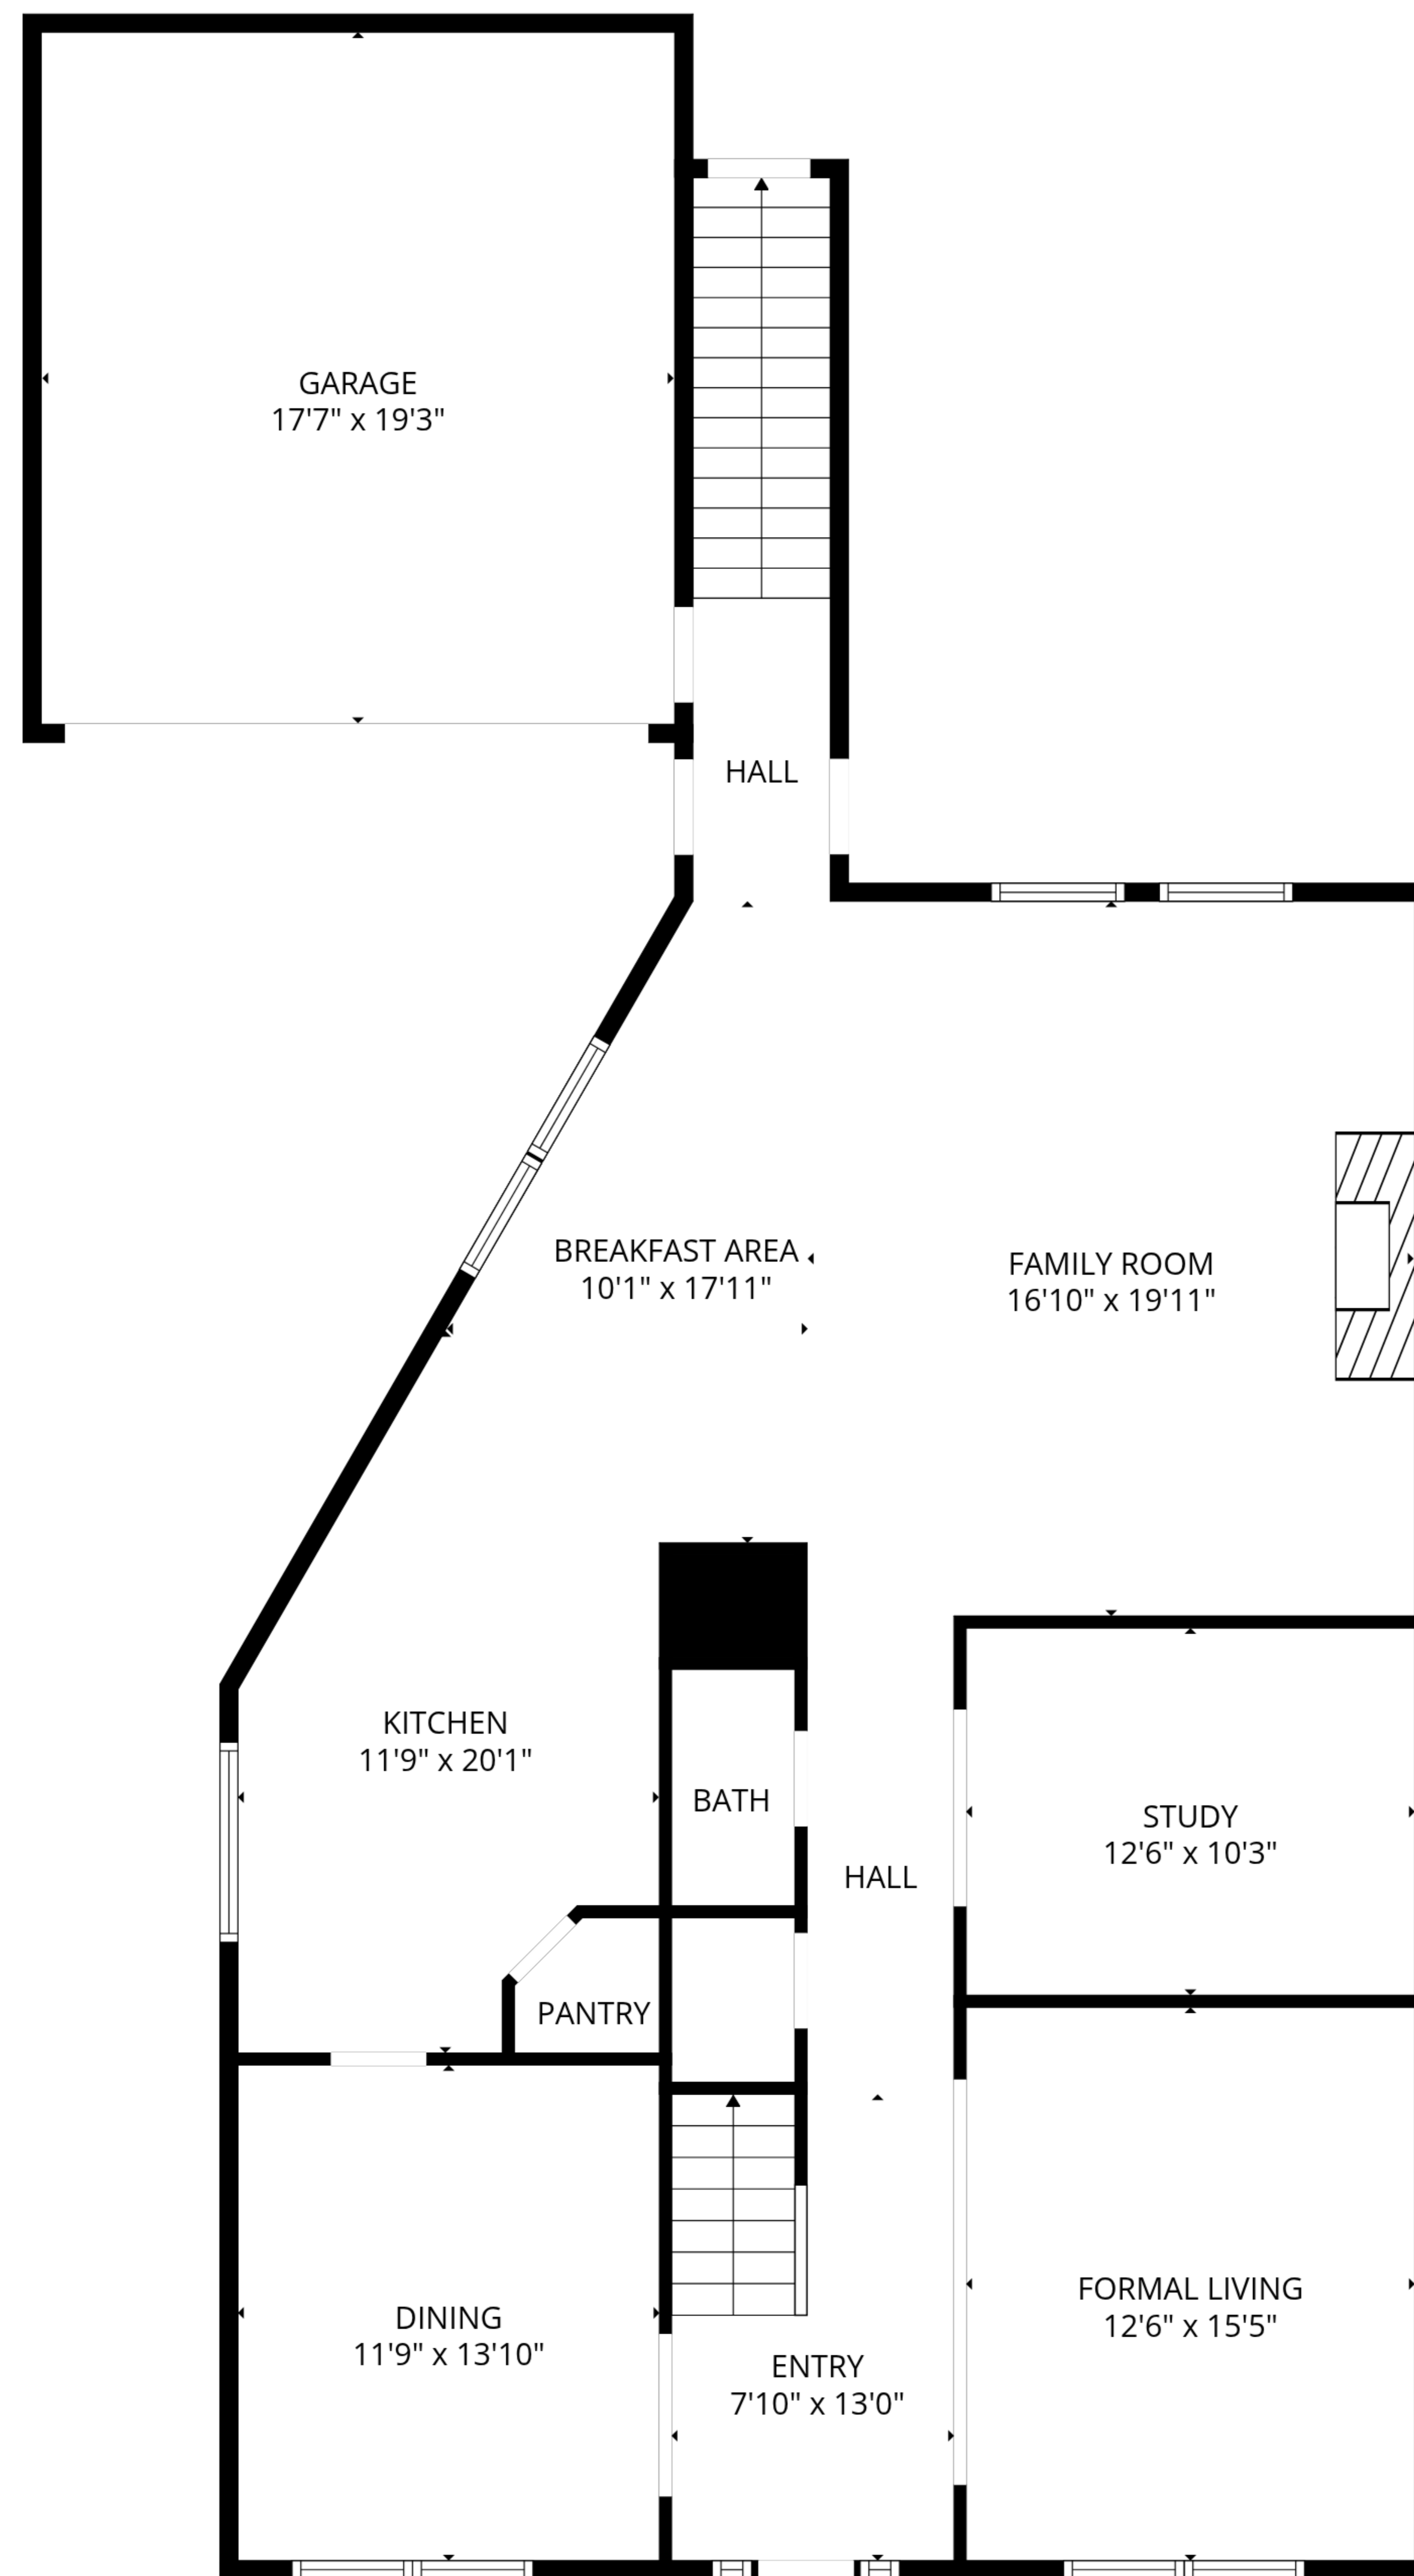 GARAGE
17'7" x 19'3"
HALL
BREAKFAST AREA
10'1" x 17'11"
FAMILY ROOM
16'10" x 19'11"
KITCHEN
11'9" x 20'1"
BATH
STUDY
12'6" x 10'3"
HALL
PANTRY
FORMAL LIVING
12'6" x 15'5"
DINING
11'9" x 13'10"
ENTRY
7'10" x 13'0"